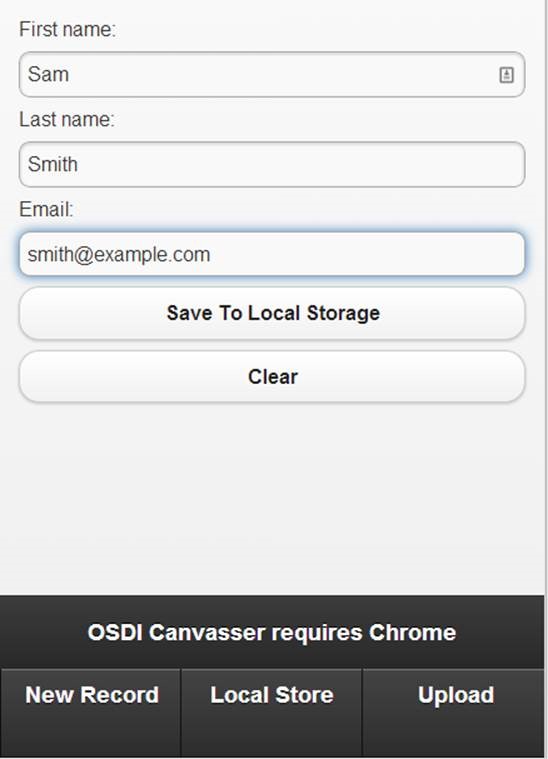 First name:
Sam
Last name:
Smith
Email:
smith@example.com
Save To Local Storage
Clear
OSDI Canvasser requires Chrome
New Record Local Store Upload